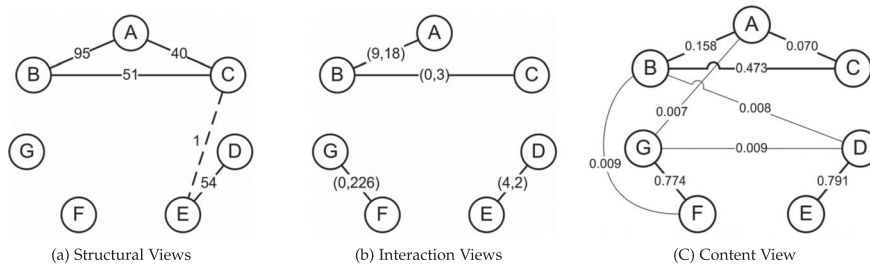 A
95
40
B
51
C
1
G
D
54
F
E
(a) Structural Views
A
(9,18)
B
(0,3)
C
G
D
(0,226)
(4,2)
F
E
(b) Interaction Views
A
0.158
0.070
B
0.473
C
0.007
0.008
G
0.009
D
0.009
0.774
0.791
F
E
(C) Content View